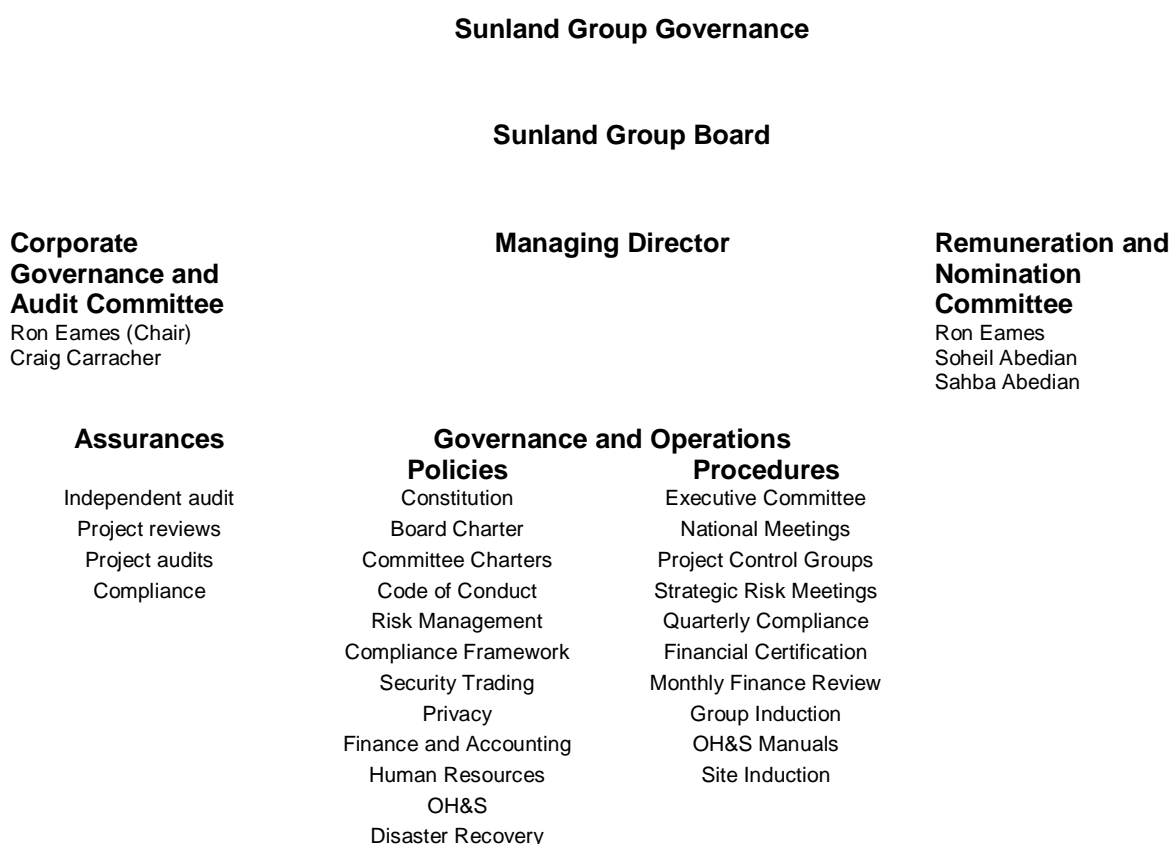 Sunland Group Governance
Sunland Group Board
Corporate
Governance and
Audit Committee
Ron Eames (Chair)
Craig Carracher
Managing Director
Remuneration and
Nomination
Committee
Ron Eames
Soheil Abedian
Sahba Abedian
Assurances
Independent audit
Project reviews
Project audits
Compliance
Governance and Operations
Policies
Constitution
Board Charter
Committee Charters
Code of Conduct
Risk Management
Compliance Framework
Security Trading
Privacy
Finance and Accounting
Human Resources
OH&S
Disaster Recovery
Procedures
Executive Committee
National Meetings
Project Control Groups
Strategic Risk Meetings
Quarterly Compliance
Financial Certification
Monthly Finance Review
Group Induction
OH&S Manuals
Site Induction